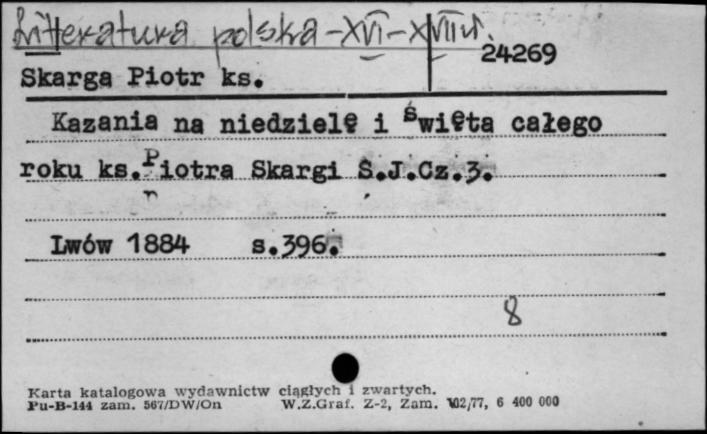 Literatura polska - XVI - XVIII w.
24269
Skarga Piotr ks.
Kazania na niedzielę i święta całego
roku ks. Piotra Skargi S.J.Cz.3.
Lwów 1884 s.396.
8
Karta katalogowa wydawnictw ciągłych i zwartych.
Pu-B-144 zam. 567/DW/On W.Z.Graf. Z-2, Zam. 102/77, 6 400 000